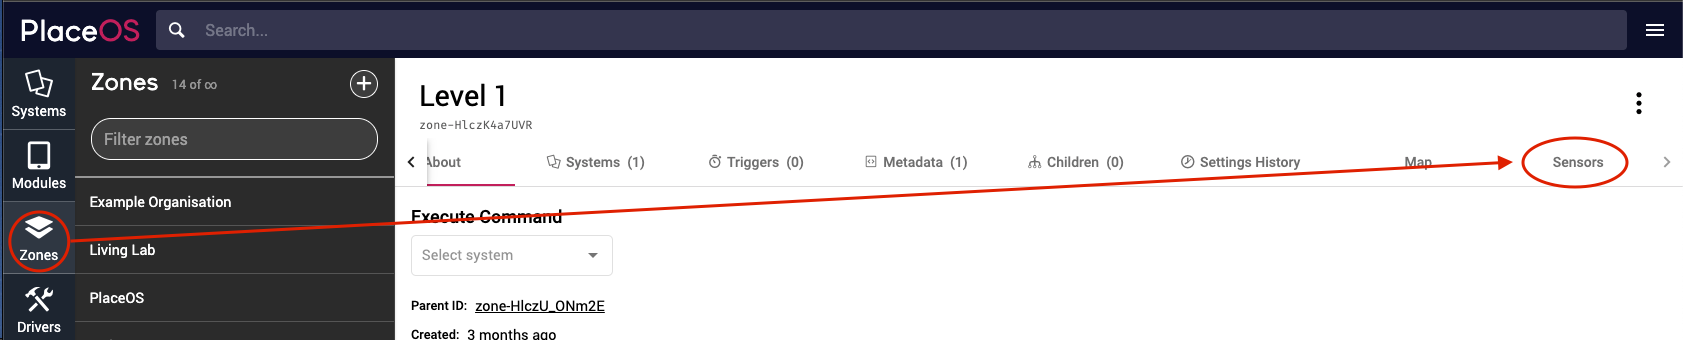 PlaceOS
Search...
Systems
Modules
Zones
Drivers
Zones 14 of ∞
Filter zones
Example Organisation
Living Lab
PlaceOS
Level 1
zone-HlczK4a7UVR
About Systems (1) Triggers (0) Metadata (1) Children (0) Settings History Map Sensors
Execute Command
Select system
Parent ID: zone-HlczU_ONm2E
Created: 3 months ago